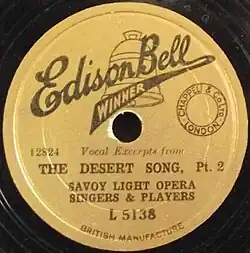 Edison Bell
WINNER
CHAPPELL & Co Ltd
LONDON
12824 Vocal Excerpts from
THE DESERT SONG, Pt. 2
SAVOY LIGHT OPERA
SINGERS & PLAYERS
L 5138
BRITISH MANUFACTURE